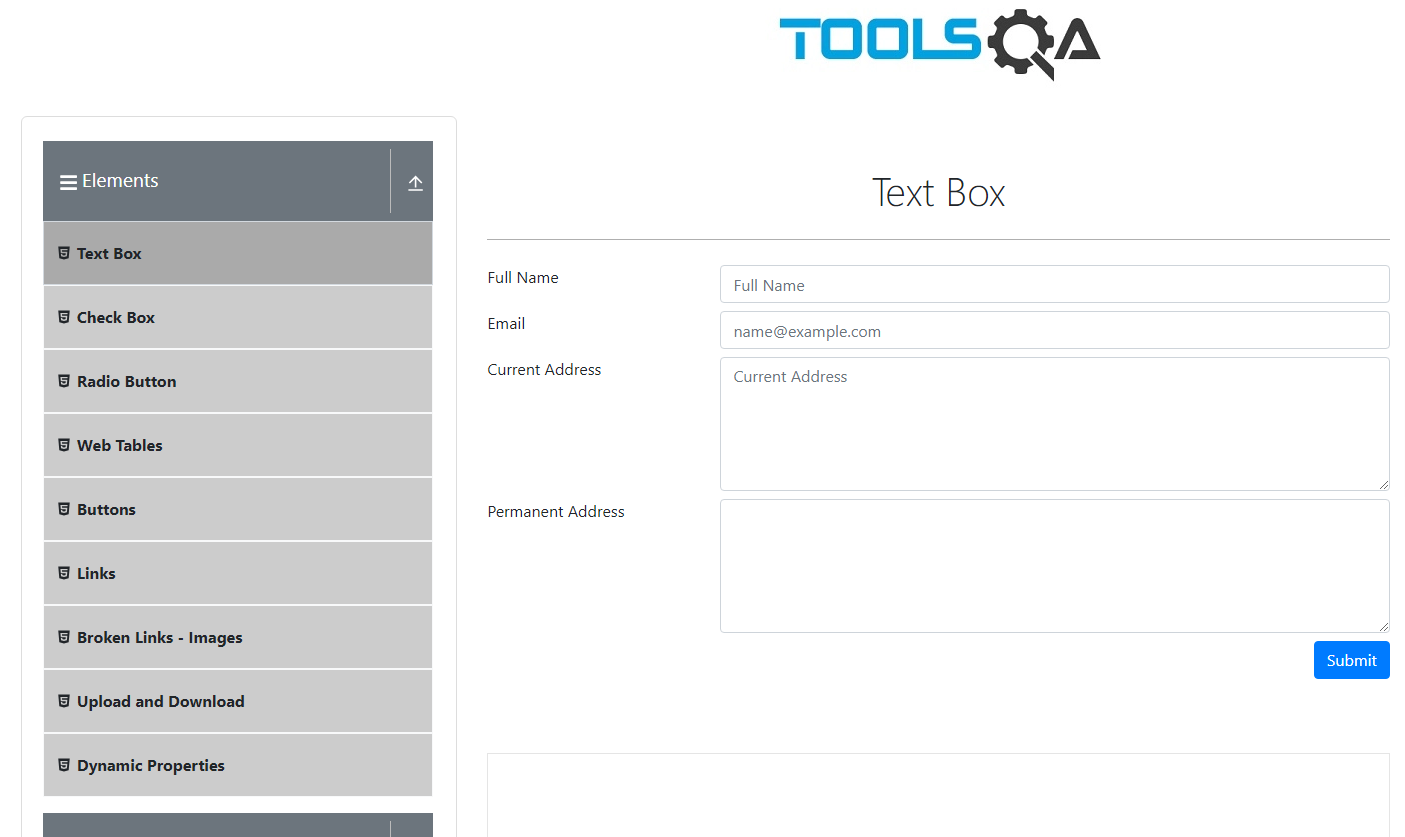 TOOLSQA
Elements
Text Box
Check Box
Radio Button
Web Tables
Buttons
Links
Broken Links - Images
Upload and Download
Dynamic Properties
Text Box
Full Name
Full Name
Email
name@example.com
Current Address
Current Address
Permanent Address
Submit